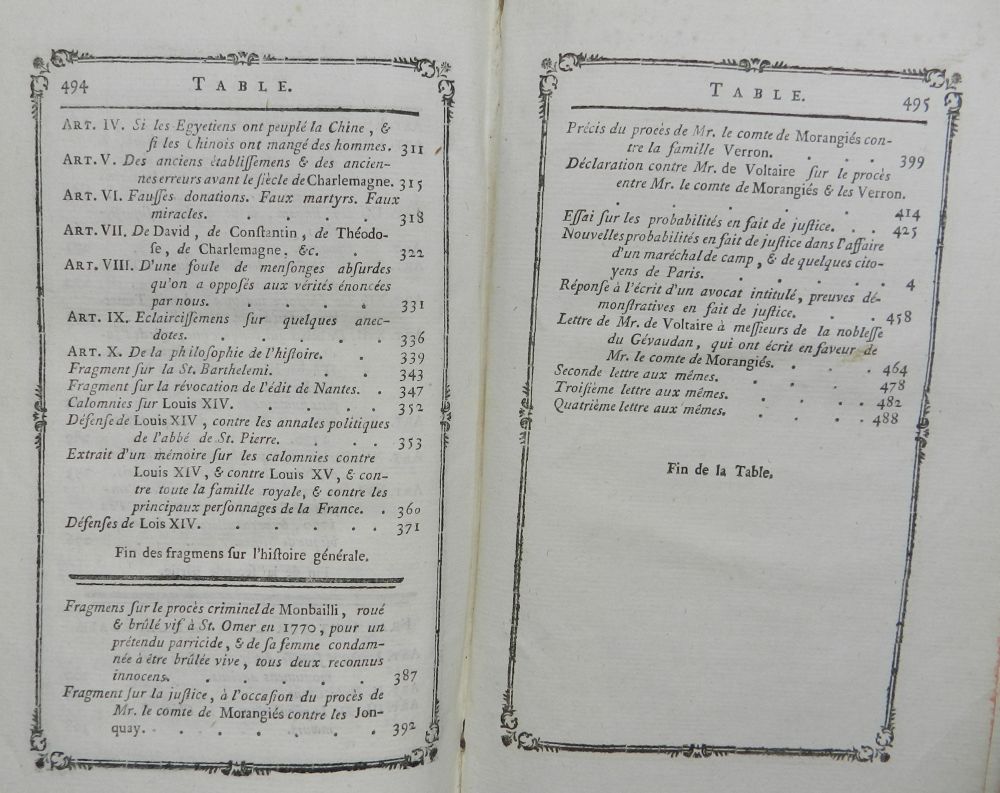 494 TABLE.
ART. IV. Si les Egyetiens ont peuplé la Chine, &
ſi les Chinois ont mangé des hommes. 311
ART. V. Des anciens établiſſemens & des ancien-
nes erreurs avant le ſiècle de Charlemagne. 315
ART. VI. Fauſſes donations. Faux martyrs. Faux
miracles. . . . . . 318
ART. VII. De David, de Conſtantin, de Théodo-
ſe, de Charlemagne, &c. . 322
ART. VIII. D'une foule de menſonges abſurdes
qu'on a oppoſés aux vérités énoncées
par nous. . . . . . 331
ART. IX. Eclairciſſemens ſur quelques anec-
dotes. . . . . . . 336
ART. X. De la philoſophie de l'hiſtoire. . 339
Fragment ſur la St. Barthelemi. . . 343
Fragment ſur la révocation de l'édit de Nantes. . 347
Calomnies ſur Louis XIV. . . . . 352
Défenſe de Louis XIV, contre les annales politiques
de l'abbé de St. Pierre. . . . 353
Extrait d'un mémoire ſur les calomnies contre
Louis XIV, & contre Louis XV, & con-
tre toute la famille royale, & contre les
principaux perſonnages de la France. . 360
Défenſes de Lois XIV. . . . . . 371
Fin des fragmens ſur l'hiſtoire générale.
Fragmens ſur le procès criminel de Monbailli, roué
& brûlé vif à St. Omer en 1770, pour un
prétendu parricide, & de ſa femme condam-
née à être brûlée vive, tous deux reconnus
innocens. . . . . . 387
Fragment ſur la juſtice, à l'occaſion du procès de
Mr. le comte de Morangiés contre les Jon-
quay. . . . . . . . 392
TABLE. 495
Précis du procès de Mr. le comte de Morangiés con-
tre la famille Verron. . . . . 399
Déclaration contre Mr. de Voltaire ſur le procès
entre Mr. le comte de Morangiés & les Verron.
. . . . . . 414
Eſſai ſur les probabilités en fait de juſtice. . . 425
Nouvelles probabilités en fait de juſtice dans l'affaire
d'un maréchal de camp, & de quelques cito-
yens de Paris. . . . . . 4
Réponſe à l'écrit d'un avocat intitulé, preuves dé-
monſtratives en fait de juſtice. . . . 458
Lettre de Mr. de Voltaire à meſſieurs de la nobleſſe
du Gévaudan, qui ont écrit en faveur de
Mr. le comte de Morangiés. . . . 464
Seconde lettre aux mêmes. . . . . 478
Troiſième lettre aux mêmes. . . . . 482
Quatrième lettre aux mêmes. . . . . 488
Fin de la Table.